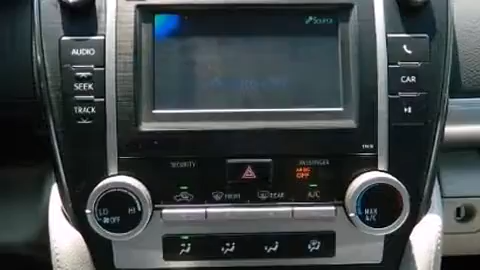 Source
AUDIO
SEEK
CAR
TRACK
SECURITY
PASSENGER
AIR BAG
OFF
FRONT
REAR
A/C
LO
HI
OFF
MAX
A/C